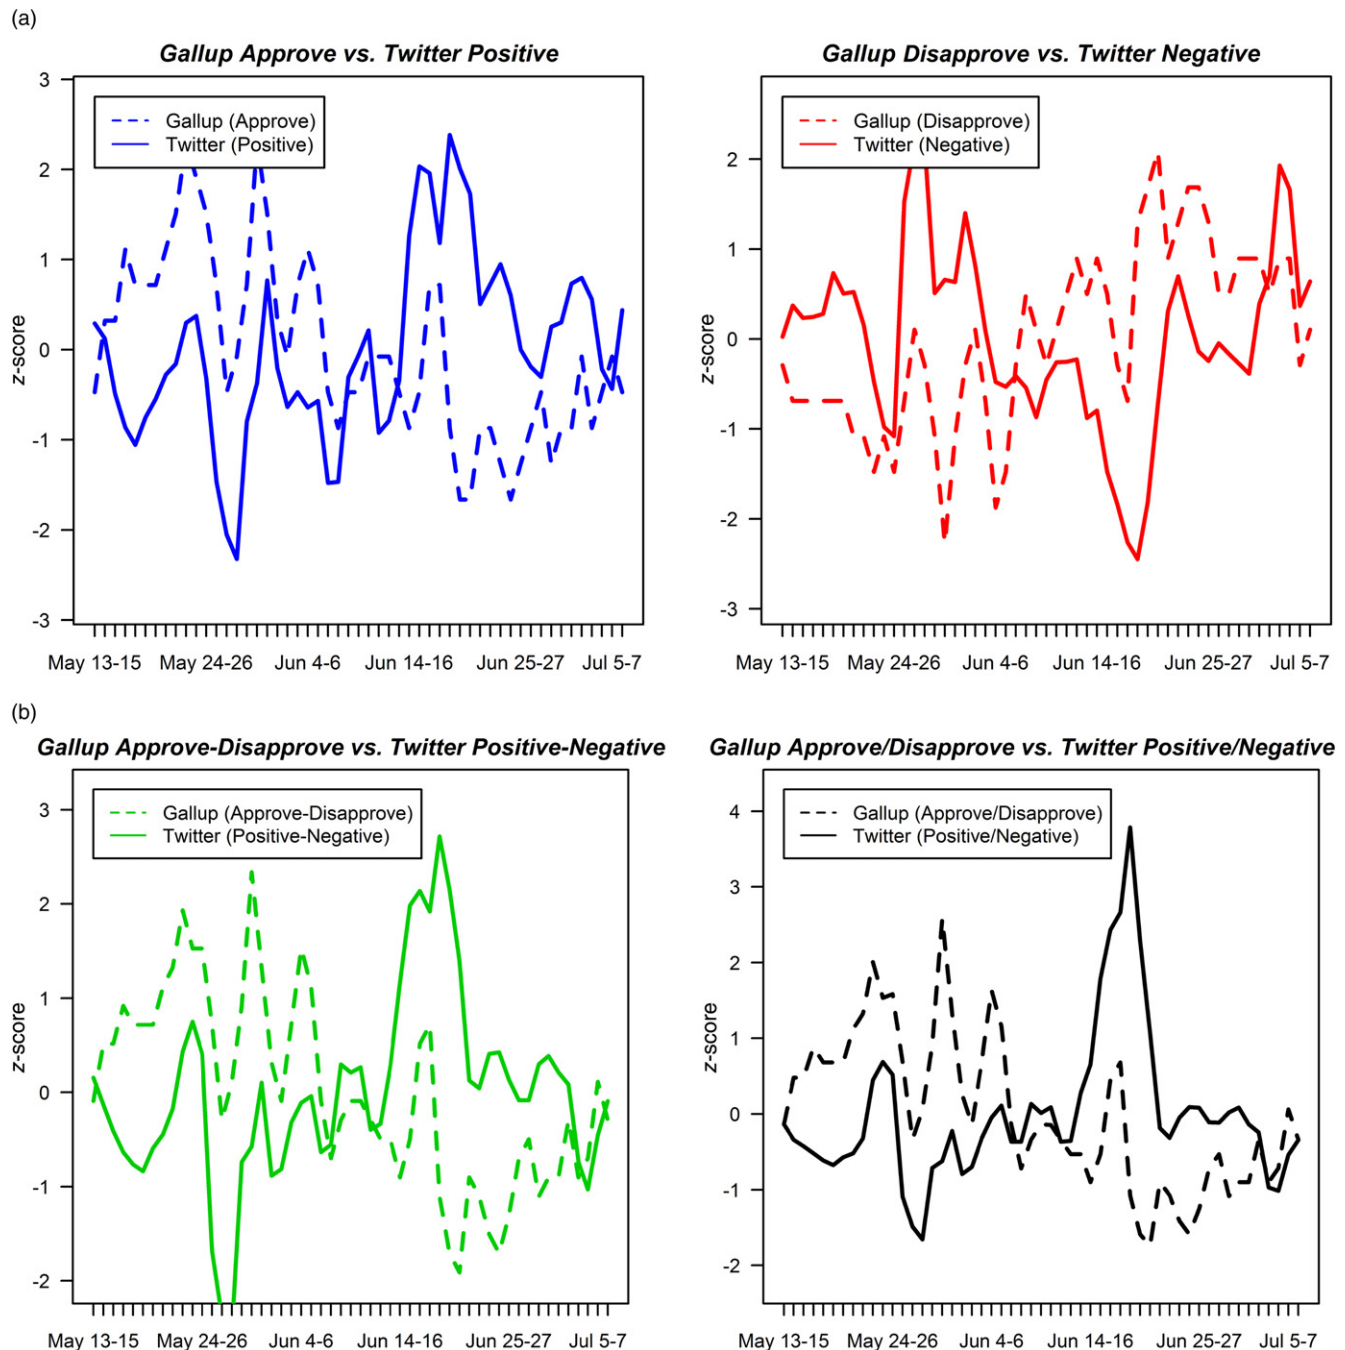 (a)
Gallup Approve vs. Twitter Positive
Gallup (Approve)
Twitter (Positive)
z-score
3
2
1
0
-1
-2
-3
May 13-15 May 24-26 Jun 4-6 Jun 14-16 Jun 25-27 Jul 5-7
Gallup Disapprove vs. Twitter Negative
Gallup (Disapprove)
Twitter (Negative)
z-score
2
1
0
-1
-2
-3
May 13-15 May 24-26 Jun 4-6 Jun 14-16 Jun 25-27 Jul 5-7
(b)
Gallup Approve-Disapprove vs. Twitter Positive-Negative
Gallup (Approve-Disapprove)
Twitter (Positive-Negative)
z-score
3
2
1
0
-1
-2
May 13-15 May 24-26 Jun 4-6 Jun 14-16 Jun 25-27 Jul 5-7
Gallup Approve/Disapprove vs. Twitter Positive/Negative
Gallup (Approve/Disapprove)
Twitter (Positive/Negative)
z-score
4
3
2
1
0
-1
-2
May 13-15 May 24-26 Jun 4-6 Jun 14-16 Jun 25-27 Jul 5-7